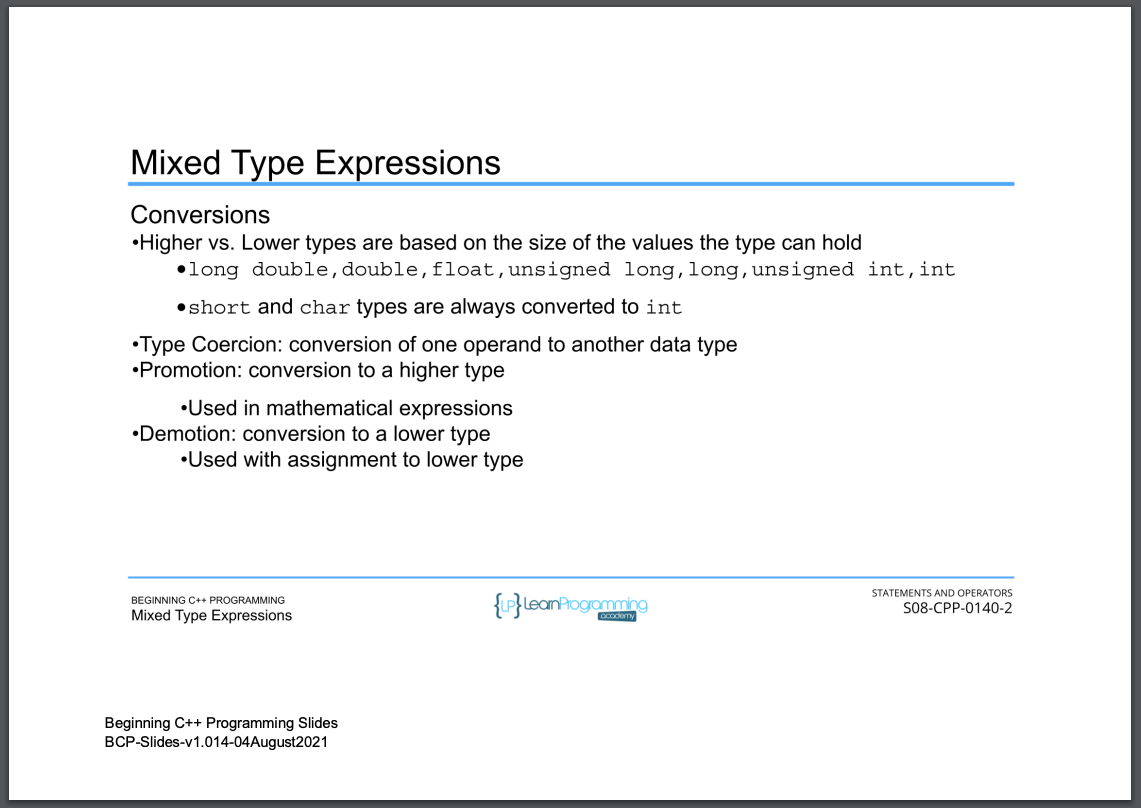 Mixed Type Expressions
Conversions
•Higher vs. Lower types are based on the size of the values the type can hold
•long double,double,float,unsigned long,long,unsigned int,int
•short and char types are always converted to int
•Type Coercion: conversion of one operand to another data type
•Promotion: conversion to a higher type
•Used in mathematical expressions
•Demotion: conversion to a lower type
•Used with assignment to lower type
BEGINNING C++ PROGRAMMING
Mixed Type Expressions
{LP}LearnProgramming
academy
STATEMENTS AND OPERATORS
S08-CPP-0140-2
Beginning C++ Programming Slides
BCP-Slides-v1.014-04August2021